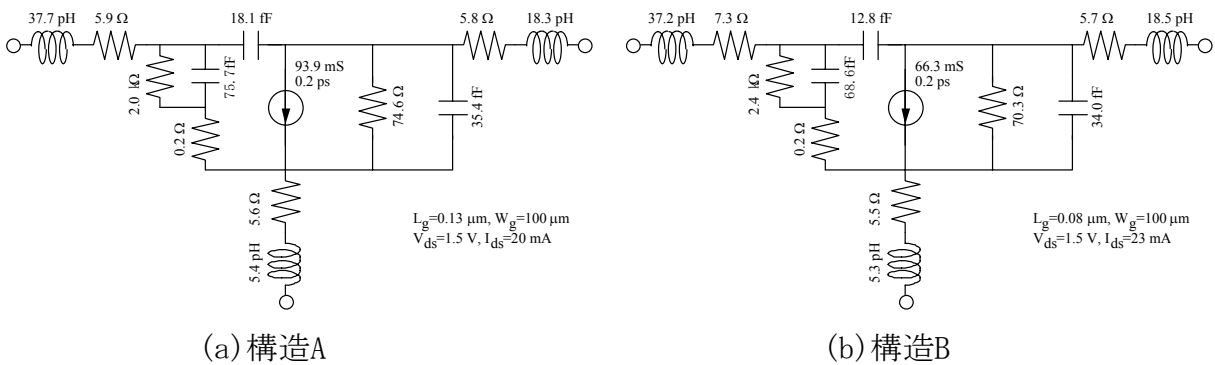 37.7 pH
5.9 Ω
18.1 fF
5.8 Ω
18.3 pH
2.0 kΩ
75.7fF
0.2 Ω
93.9 mS
0.2 ps
74.6 Ω
35.4 fF
5.6 Ω
5.4 pH
Lg=0.13 μm, Wg=100 μm
Vds=1.5 V, Ids=20 mA
(a)構造A
37.2 pH
7.3 Ω
12.8 fF
5.7 Ω
18.5 pH
2.4 kΩ
68.6fF
0.2 Ω
66.3 mS
0.2 ps
70.3 Ω
34.0 fF
5.5 Ω
5.3 pH
Lg=0.08 μm, Wg=100 μm
Vds=1.5 V, Ids=23 mA
(b)構造B